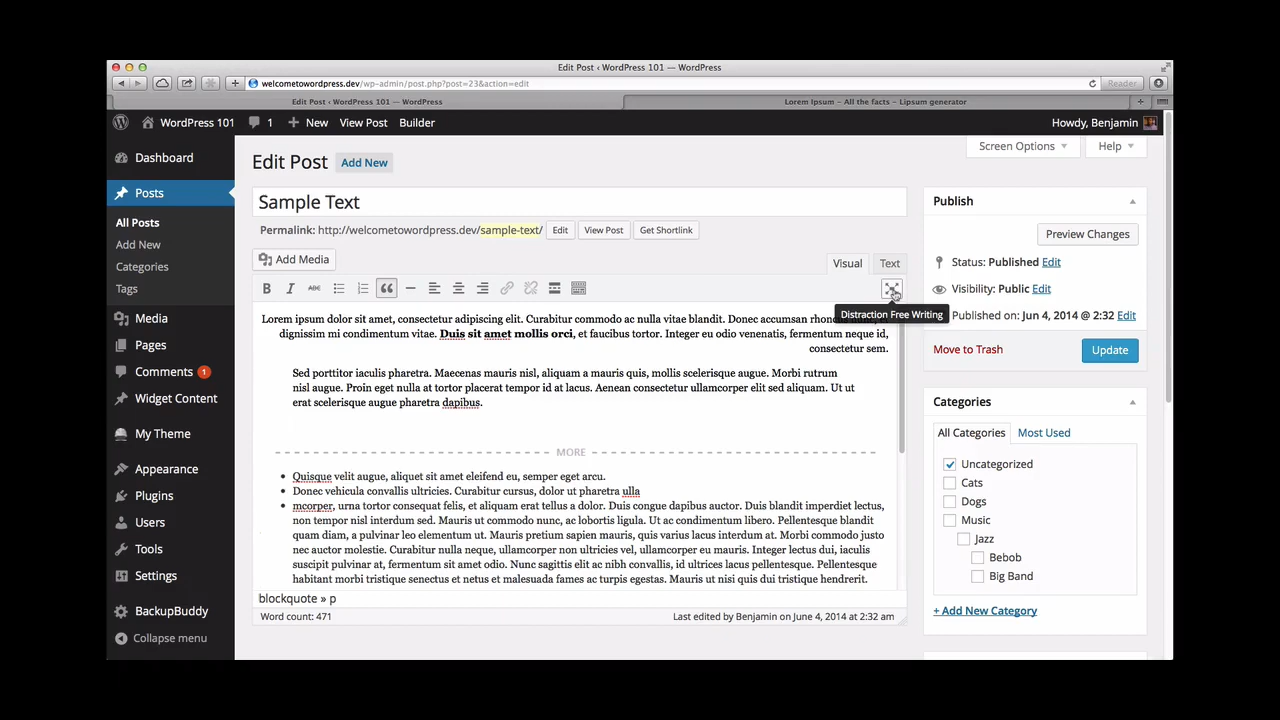 Edit Post ‹ WordPress 101 — WordPress
welcometowordpress.dev/wp-admin/post.php?post=23&action=edit
Reader
Edit Post ‹ WordPress 101 — WordPress
Lorem Ipsum – All the facts – Lipsum generator
WordPress 101
1
New
View Post
Builder
Howdy, Benjamin
Dashboard
Posts
All Posts
Add New
Categories
Tags
Media
Pages
Comments 1
Widget Content
My Theme
Appearance
Plugins
Users
Tools
Settings
BackupBuddy
Collapse menu
Screen Options
Help
Edit Post
Add New
Sample Text
Permalink: http://welcometowordpress.dev/sample-text/ Edit View Post Get Shortlink
Add Media
Visual
Text
B I ABC
Distraction Free Writing
Lorem ipsum dolor sit amet, consectetur adipiscing elit. Curabitur commodo ac nulla vitae blandit. Donec accumsan
dignissim mi condimentum vitae. Duis sit amet mollis orci, et faucibus tortor. Integer eu odio venenatis, fermentum neque id,
consectetur sem.
Sed porttitor iaculis pharetra. Maecenas mauris nisl, aliquam a mauris quis, mollis scelerisque augue. Morbi rutrum
nisl augue. Proin eget nulla at tortor placerat tempor id at lacus. Aenean consectetur ullamcorper elit sed aliquam. Ut ut
erat scelerisque augue pharetra dapibus.
MORE
Quisque velit augue, aliquet sit amet eleifend eu, semper eget arcu.
Donec vehicula convallis ultricies. Curabitur cursus, dolor ut pharetra ulla
mcorper, urna tortor consequat felis, et aliquam erat tellus a dolor. Duis congue dapibus auctor. Duis blandit imperdiet lectus,
non tempor nisl interdum sed. Mauris ut commodo nunc, ac lobortis ligula. Ut ac condimentum libero. Pellentesque blandit
quam diam, a pulvinar leo elementum ut. Mauris pretium sapien mauris, quis varius lacus interdum at. Morbi commodo justo
nec auctor molestie. Curabitur nulla neque, ullamcorper non ultricies vel, ullamcorper eu mauris. Integer lectus dui, iaculis
suscipit pulvinar at, fermentum sit amet odio. Nunc sagittis elit ac nibh convallis, id ultrices lacus pellentesque. Pellentesque
habitant morbi tristique senectus et netus et malesuada fames ac turpis egestas. Mauris ut nisi quis dui tristique hendrerit.
blockquote » p
Word count: 471
Last edited by Benjamin on June 4, 2014 at 2:32 am
Publish
Preview Changes
Status: Published Edit
Visibility: Public Edit
Published on: Jun 4, 2014 @ 2:32 Edit
Move to Trash
Update
Categories
All Categories
Most Used
Uncategorized
Cats
Dogs
Music
Jazz
Bebob
Big Band
+ Add New Category